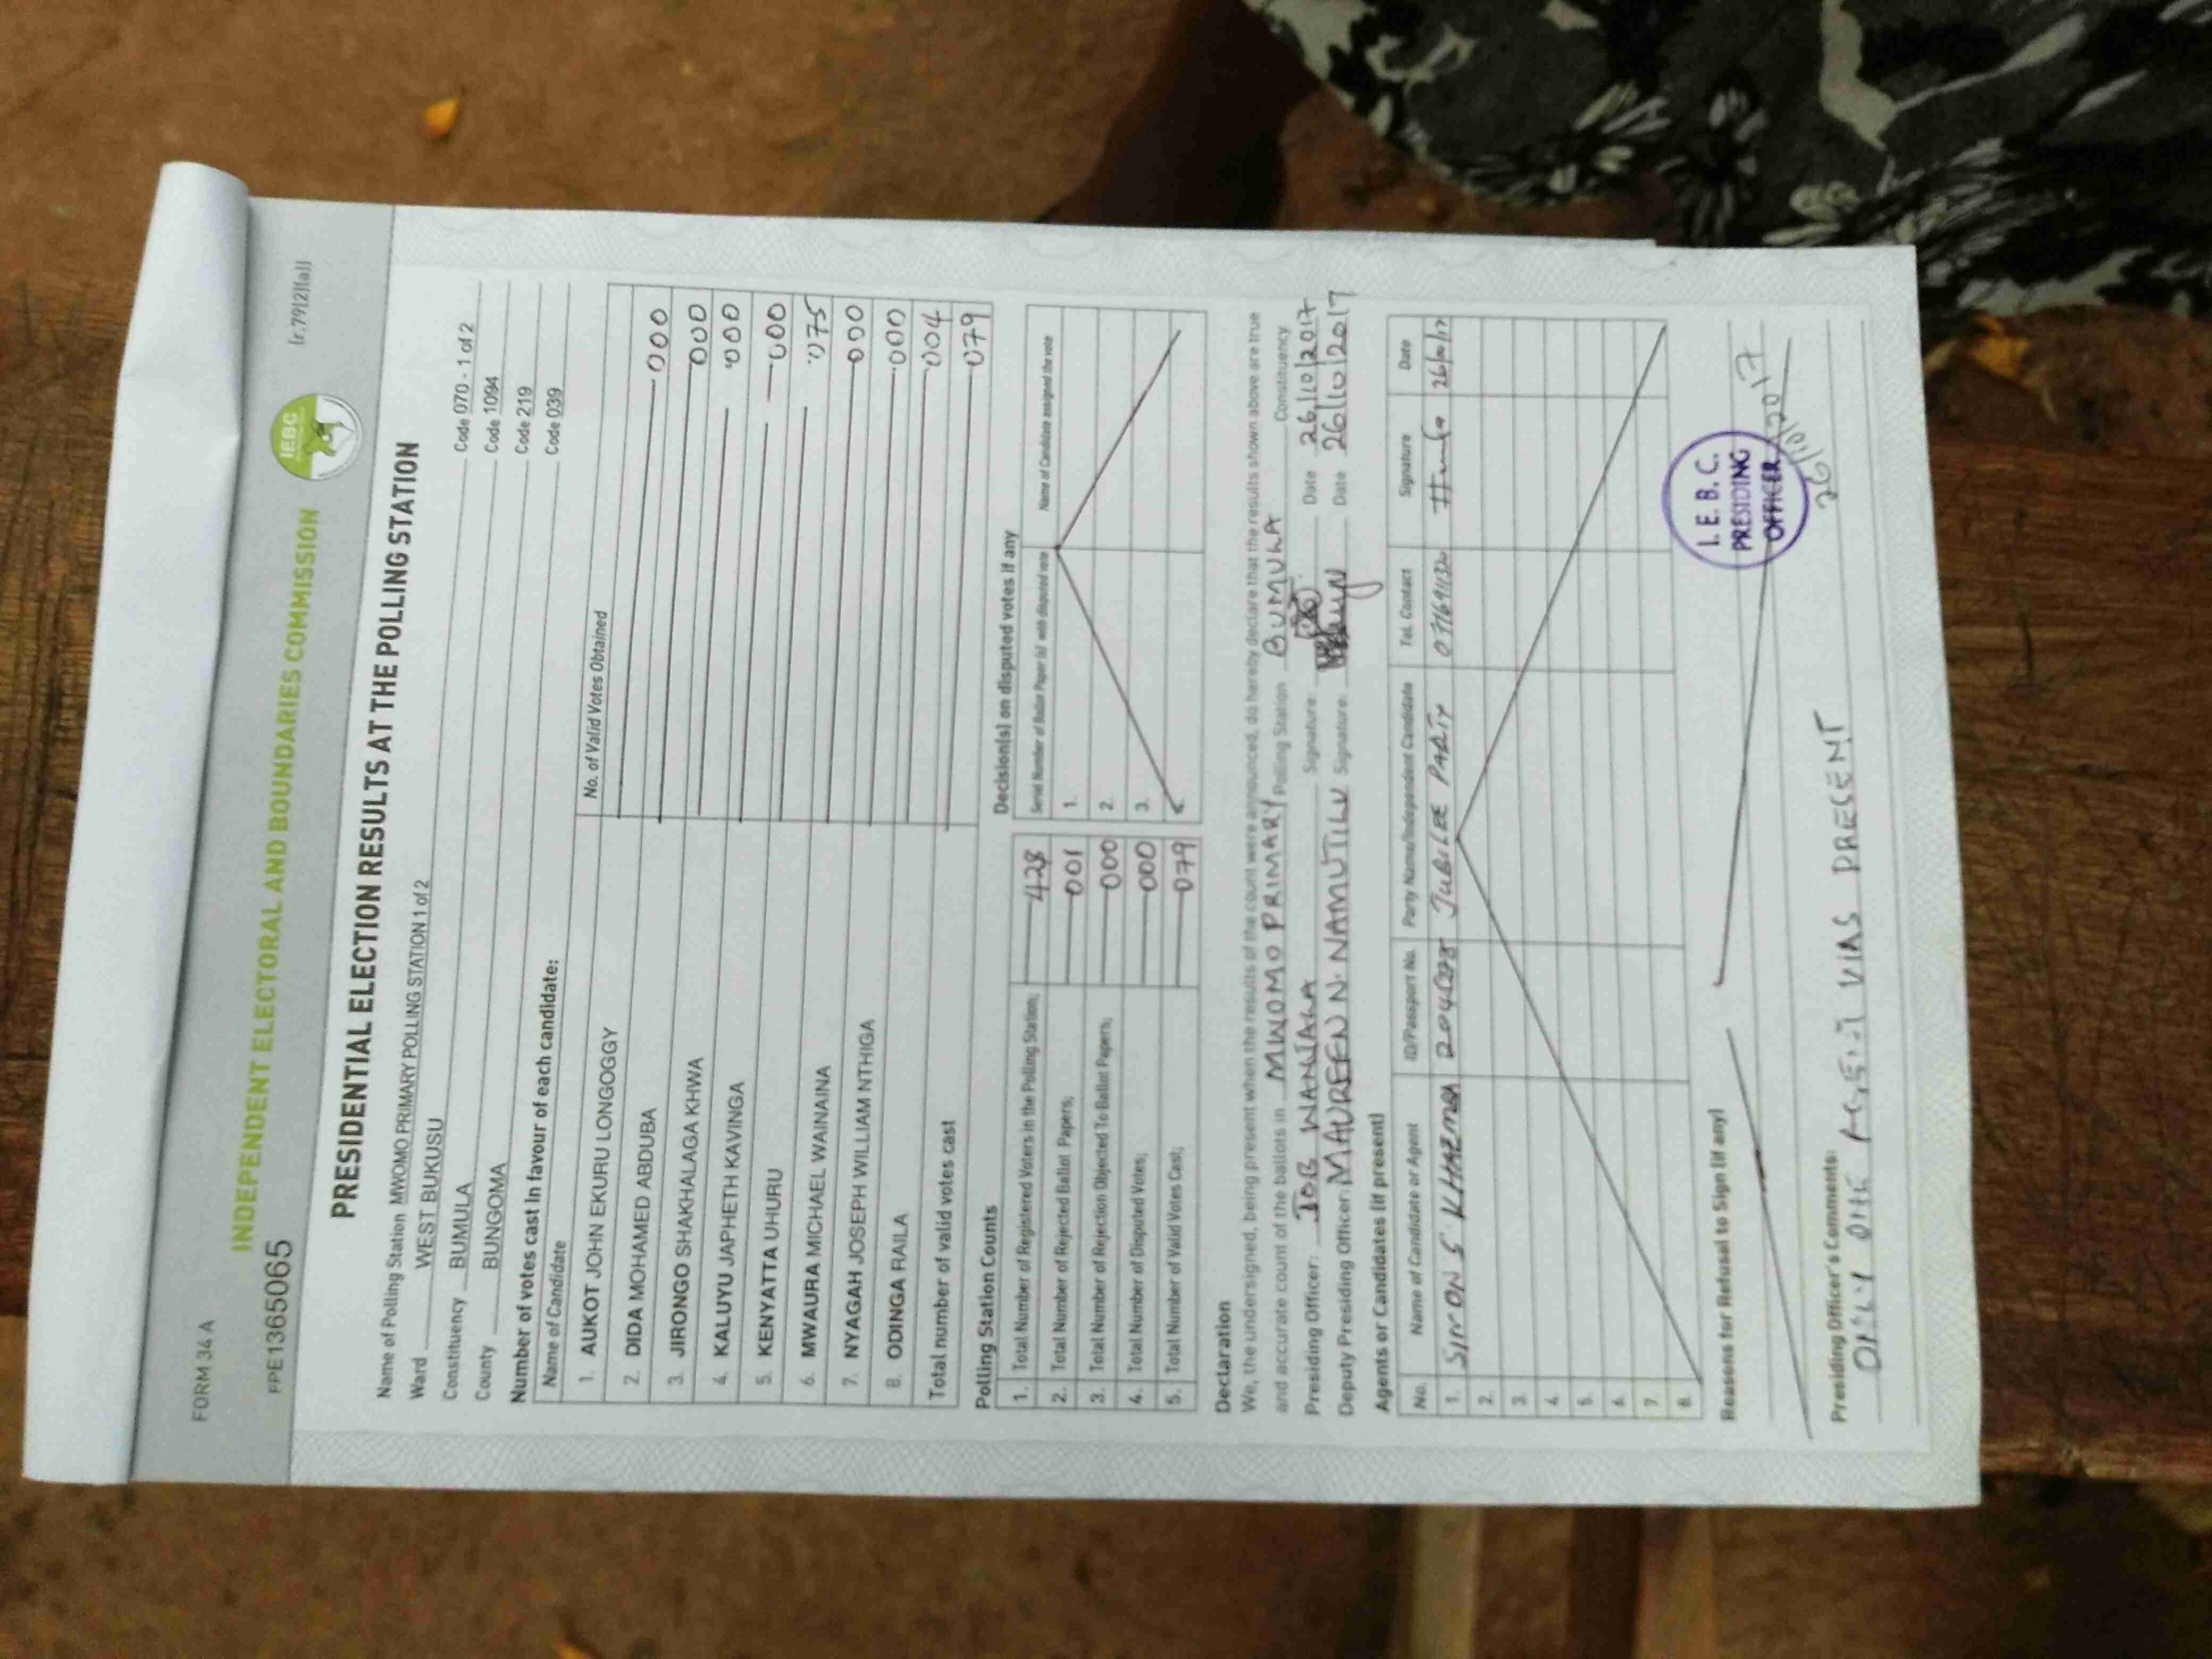 FORM 34 A
(r.79(2)(a))
FPE1365065
INDEPENDENT ELECTORAL AND BOUNDARIES COMMISSION
IEBC
PRESIDENTIAL ELECTION RESULTS AT THE POLLING STATION
Name of Polling Station MWOMO PRIMARY POLLING STATION 1 of 2 Code 070 - 1 of 2
Ward WEST BUKUSU Code 1094
Constituency BUMULA Code 219
County BUNGOMA Code 039
Number of votes cast in favour of each candidate:
Name of Candidate No. of Valid Votes Obtained
1. AUKOT JOHN EKURU LONGOGGY 000
2. DIDA MOHAMED ABDUBA 000
3. JIRONGO SHAKHALAGA KHWA 000
4. KALUYU JAPHETH KAVINGA 000
5. KENYATTA UHURU 075
6. MWAURA MICHAEL WAINAINA 000
7. NYAGAH JOSEPH WILLIAM NTHIGA 000
8. ODINGA RAILA 004
Total number of valid votes cast 079
Polling Station Counts
1. Total Number of Registered Voters in the Polling Station; 428
2. Total Number of Rejected Ballot Papers; 001
3. Total Number of Rejection Objected To Ballot Papers; 000
4. Total Number of Disputed Votes; 000
5. Total Number of Valid Votes Cast; 079
Decision(s) on disputed votes if any
Serial Number of Ballot Paper (s) with disputed vote Name of Candidate assigned the vote
1.
2.
3.
Declaration
We, the undersigned, being present when the results of the count were announced, do hereby declare that the results shown above are true
and accurate count of the ballots in MWOMO PRIMARY Polling Station BUMULA Constituency
Presiding Officer: JOB WANJALA Signature: Date 26/10/2017
Deputy Presiding Officer: MAUREEN N. NAMUTILU Signature: Date 26/10/2017
Agents or Candidates (if present)
No. Name of Candidate or Agent ID/Passport No. Party Name/Independent Candidate Tel. Contact Signature Date
1. SIMON S. JUBILEE PARTY 26/10/17
2.
3.
4.
5.
6.
7.
8.
Reasons for Refusal to Sign (if any)
I.E.B.C.
PRESIDING
OFFICER
26/10/2017
Presiding Officer's Comments:
ONLY ONE AGENT WAS PRESENT